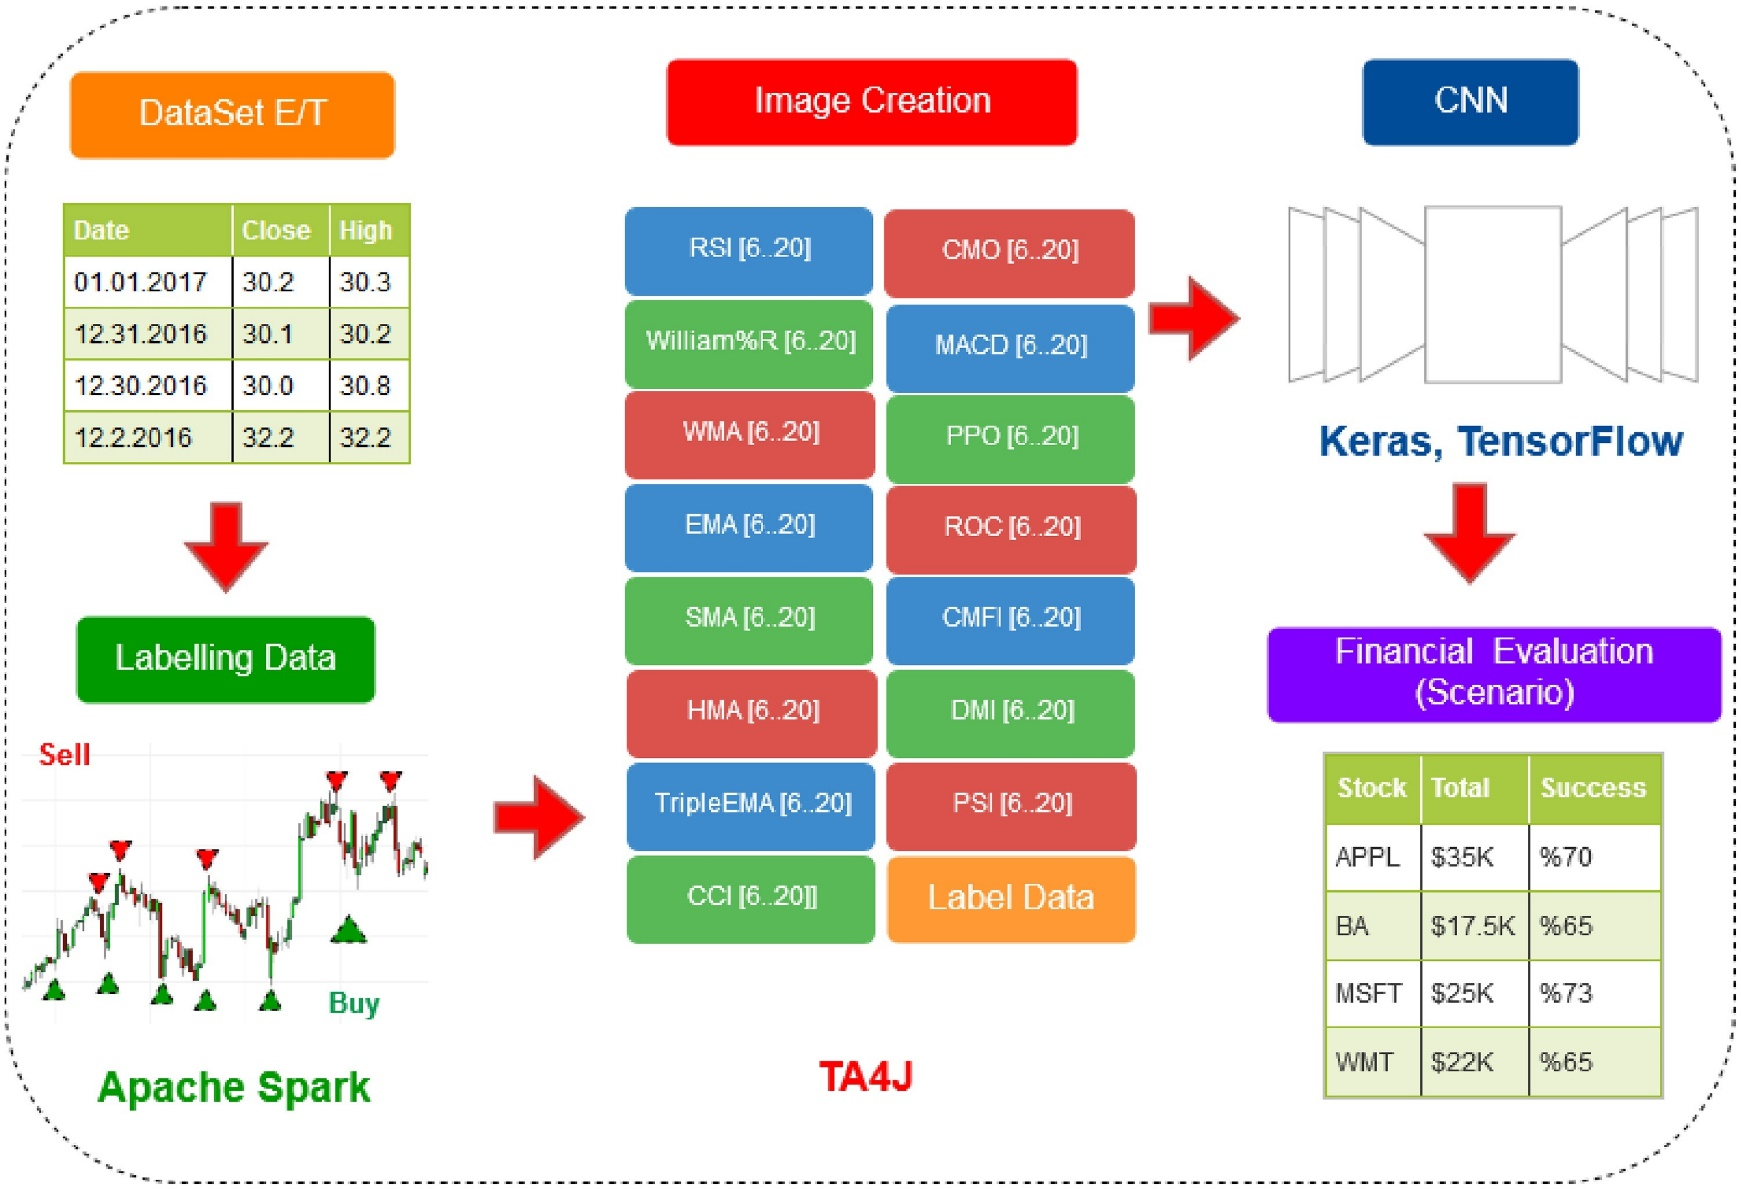 DataSet E/T
Date Close High
01.01.2017 30.2 30.3
12.31.2016 30.1 30.2
12.30.2016 30.0 30.8
12.2.2016 32.2 32.2
Labelling Data
Sell
Buy
Apache Spark
Image Creation
RSI [6..20] CMO [6..20]
William%R [6..20] MACD [6..20]
WMA [6..20] PPO [6..20]
EMA [6..20] ROC [6..20]
SMA [6..20] CMFI [6..20]
HMA [6..20] DMI [6..20]
TripleEMA [6..20] PSI [6..20]
CCI [6..20]] Label Data
TA4J
CNN
Keras, TensorFlow
Financial Evaluation
(Scenario)
Stock Total Success
APPL $35K %70
BA $17.5K %65
MSFT $25K %73
WMT $22K %65